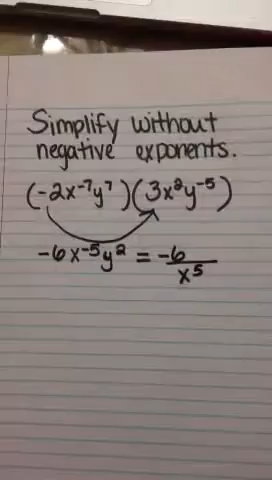 Simplify without
negative exponents.
(-2x⁻⁷y⁷)(3x²y⁻⁵)
-6x⁻⁵y² = -6/x⁵